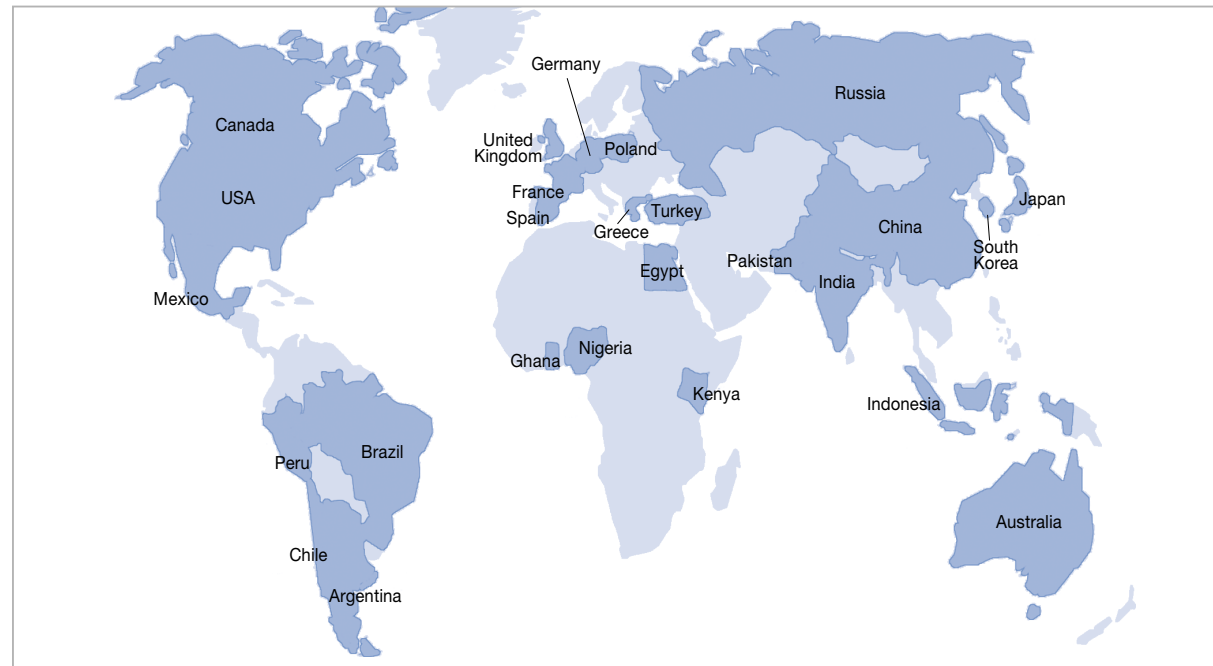 Germany
Russia
Canada
United
Kingdom
Poland
France
USA
Japan
Spain
Turkey
Greece
China
South
Korea
Pakistan
Egypt
India
Mexico
Nigeria
Ghana
Kenya
Indonesia
Brazil
Peru
Australia
Chile
Argentina